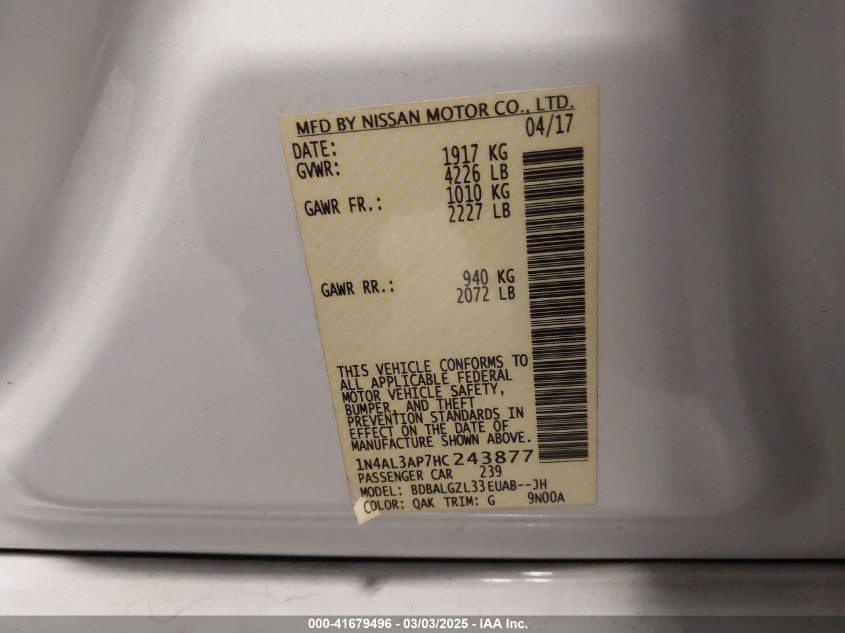 MFD BY NISSAN MOTOR CO., LTD.
DATE: 04/17
GVWR: 1917 KG
4226 LB
GAWR FR.: 1010 KG
2227 LB
GAWR RR.: 940 KG
2072 LB
THIS VEHICLE CONFORMS TO
ALL APPLICABLE FEDERAL
MOTOR VEHICLE SAFETY,
BUMPER, AND THEFT
PREVENTION STANDARDS IN
EFFECT ON THE DATE OF
MANUFACTURE SHOWN ABOVE.
1N4AL3AP7HC243877
PASSENGER CAR 239
MODEL: BDBALGZL33EUAB--JH
COLOR: QAK TRIM: G 9N00A
000-41679496 - 03/03/2025 - IAA Inc.